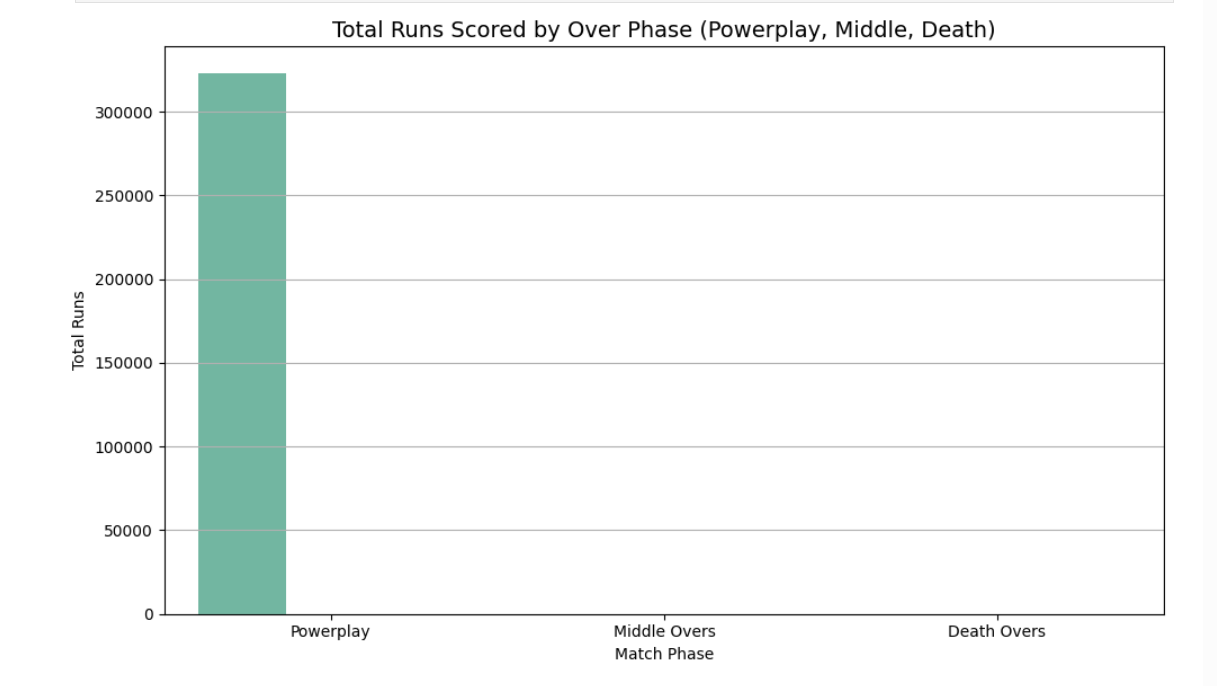 Total Runs Scored by Over Phase (Powerplay, Middle, Death)
300000
250000
200000
150000
100000
50000
0
Total Runs
Powerplay Middle Overs Death Overs
Match Phase